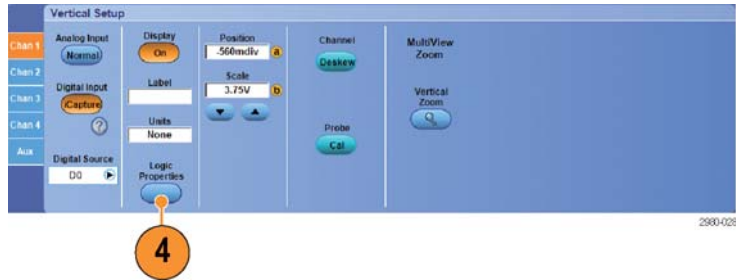 Vertical Setup
Chan 1
Chan 2
Chan 3
Chan 4
Aux
Analog Input
Normal
Digital Input
iCapture
?
Digital Source
D0
Display
On
Label
Units
None
Logic
Properties
Position
-560mdiv
a
Scale
3.75V
b
Channel
Deskew
Probe
Cal
MultiView
Zoom
Vertical
Zoom
4
2980-028